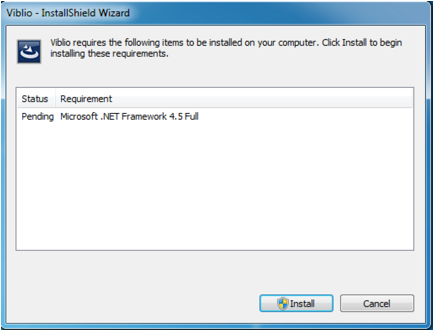 Viblio - InstallShield Wizard
Viblio requires the following items to be installed on your computer. Click Install to begin
installing these requirements.
Status Requirement
Pending Microsoft .NET Framework 4.5 Full
Install Cancel